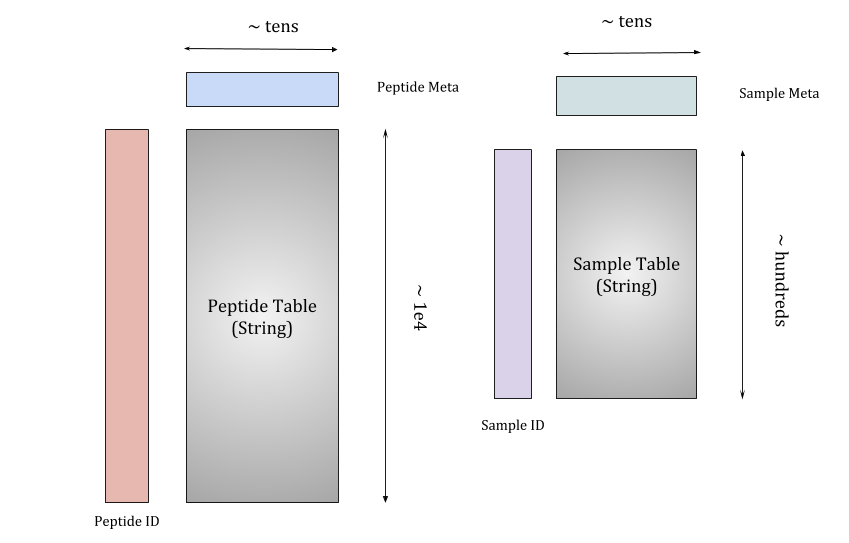 ~ tens
Peptide Meta
Peptide Table
(String)
~ 1e4
Peptide ID
~ tens
Sample Meta
Sample Table
(String)
~ hundreds
Sample ID